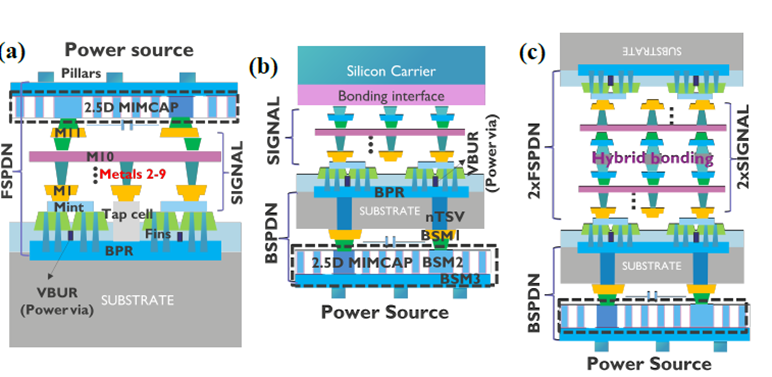 (a)
Power source
Pillars
2.5D MIMCAP
M11
M10
Metals 2-9
M1
Mint
Tap cell
Fins
BPR
VBUR
(Power via)
SUBSTRATE
FSPDN
SIGNAL
(b)
Silicon Carrier
Bonding interface
SIGNAL
VBUR
(Power via)
BPR
SUBSTRATE
nTSV
BSM1
2.5D MIMCAP
BSM2
BSM3
BSPDN
Power Source
(c)
SUBSTRATE
POWER
2xFSPDN
Hybrid bonding
2xSIGNAL
SUBSTRATE
BSPDN
Power Source